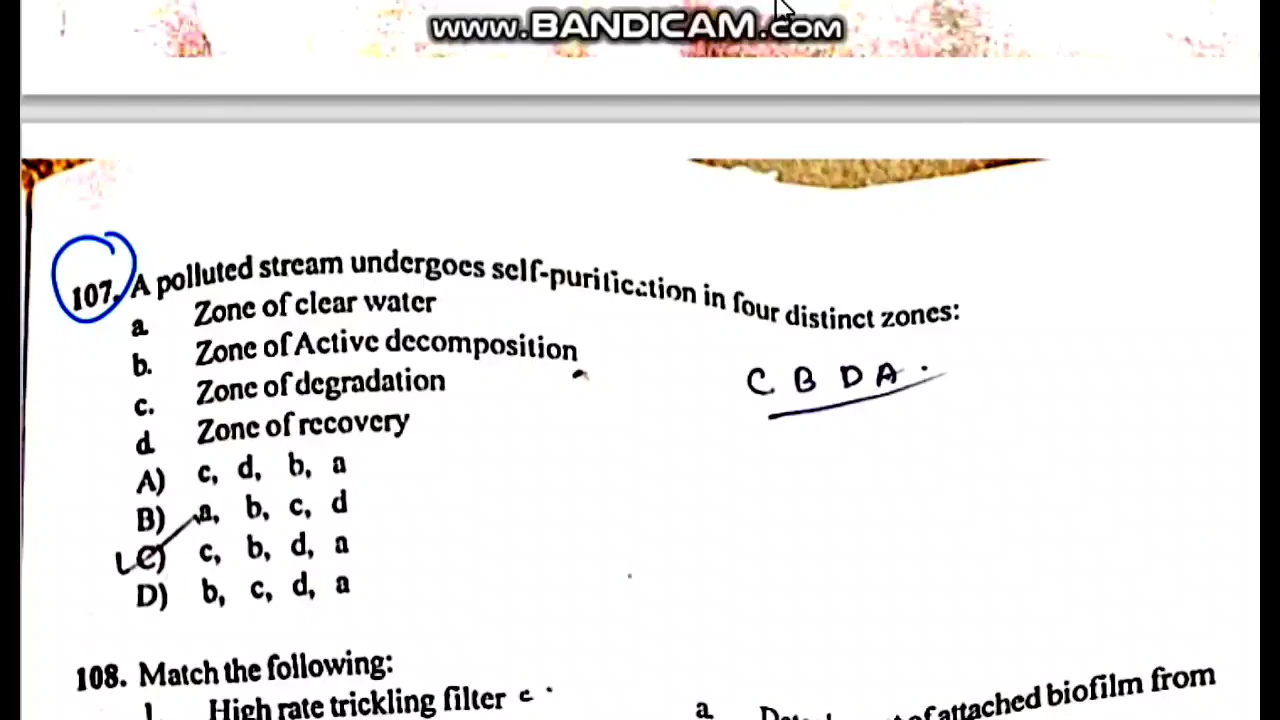 www.BANDICAM.com
107. A polluted stream undergoes self-purification in four distinct zones:
a Zone of clear water
b. Zone of Active decomposition
c. Zone of degradation
d Zone of recovery
C B D A.
A) c, d, b, a
B) a, b, c, d
C) c, b, d, a
D) b, c, d, a
108. Match the following:
1. High rate trickling filter c.
a of attached biofilm from